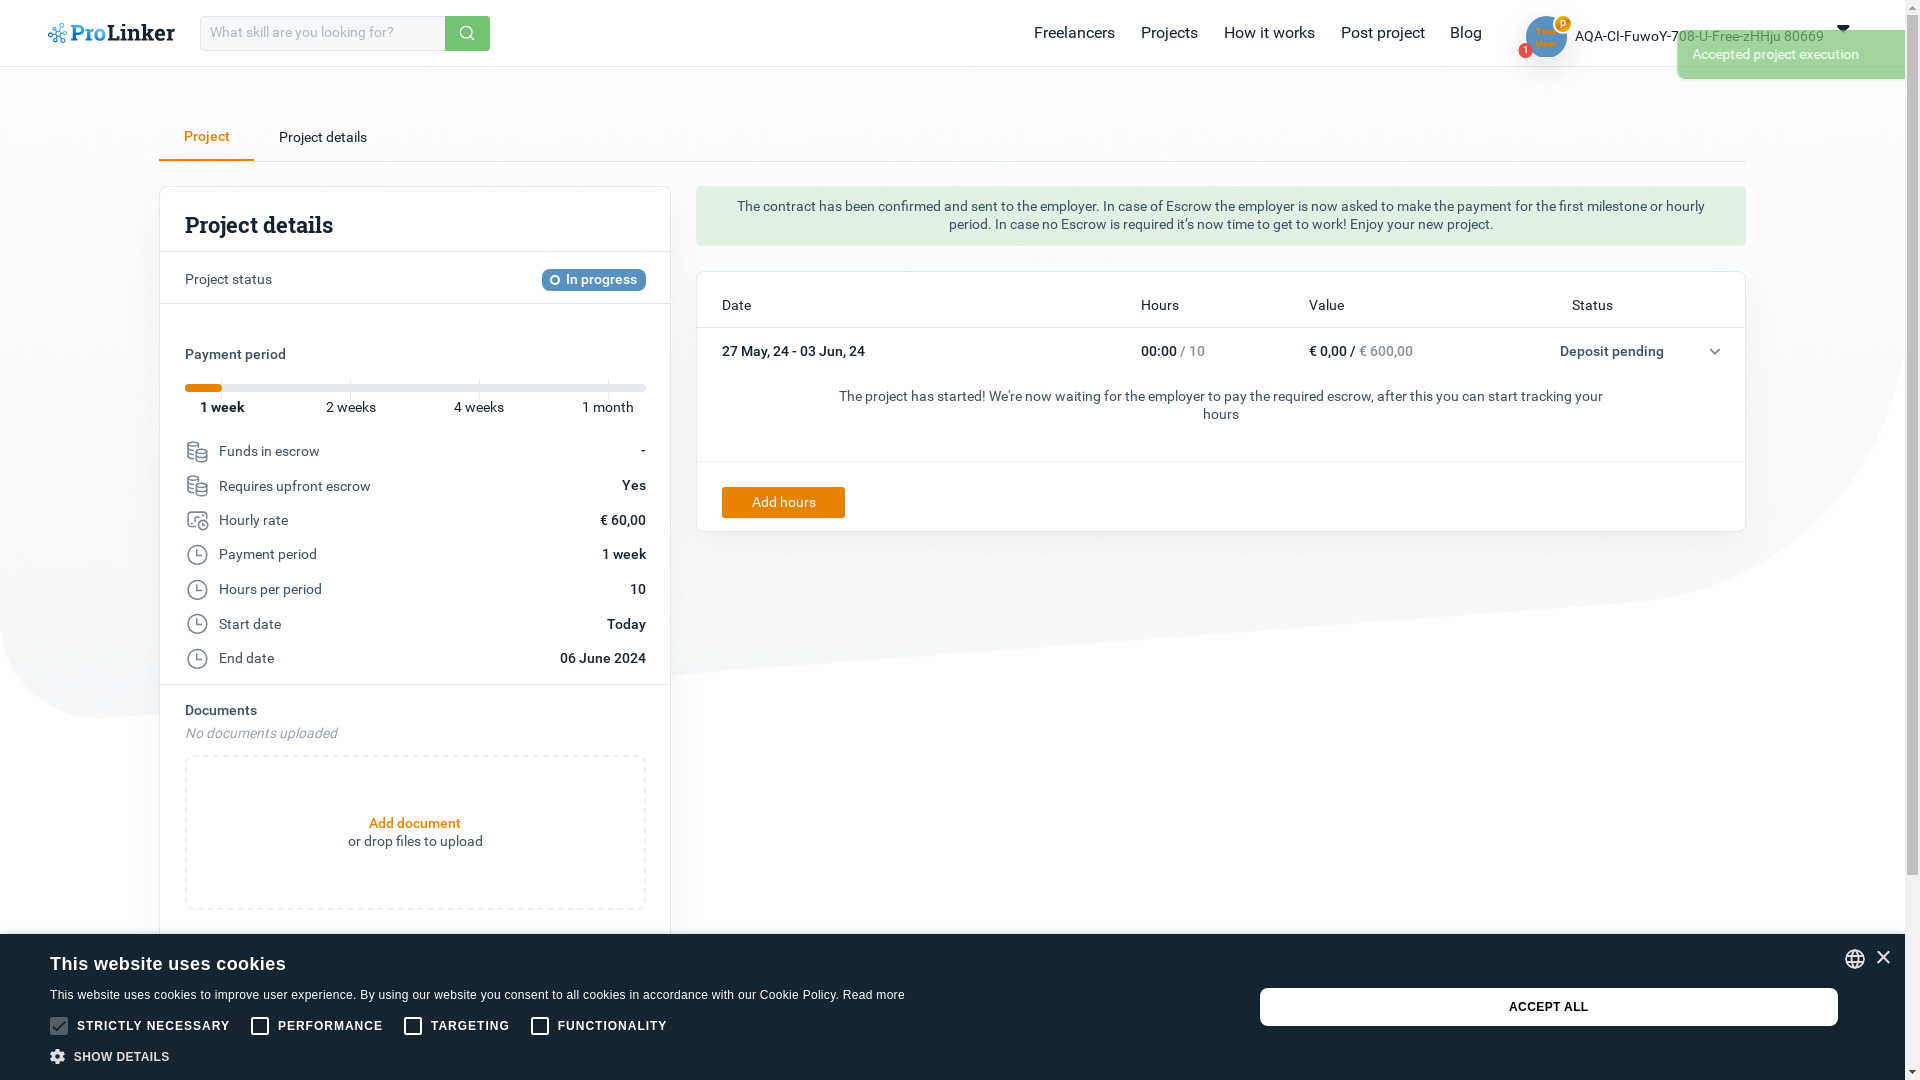 ProLinker
What skill are you looking for?
Freelancers
Projects
How it works
Post project
Blog
p
1
AQA-CI-FuwoY-708-U-Free-zHHju 80669
Accepted project execution
Project
Project details
Project details
Project status
In progress
Payment period
1 week
2 weeks
4 weeks
1 month
Funds in escrow
-
Requires upfront escrow
Yes
Hourly rate
€ 60,00
Payment period
1 week
Hours per period
10
Start date
Today
End date
06 June 2024
Documents
No documents uploaded
Add document
or drop files to upload
The contract has been confirmed and sent to the employer. In case of Escrow the employer is now asked to make the payment for the first milestone or hourly
period. In case no Escrow is required it’s now time to get to work! Enjoy your new project.
Date
Hours
Value
Status
27 May, 24 - 03 Jun, 24
00:00 / 10
€ 0,00 / € 600,00
Deposit pending
The project has started! We're now waiting for the employer to pay the required escrow, after this you can start tracking your
hours
Add hours
This website uses cookies
This website uses cookies to improve user experience. By using our website you consent to all cookies in accordance with our Cookie Policy. Read more
STRICTLY NECESSARY
PERFORMANCE
TARGETING
FUNCTIONALITY
SHOW DETAILS
ACCEPT ALL